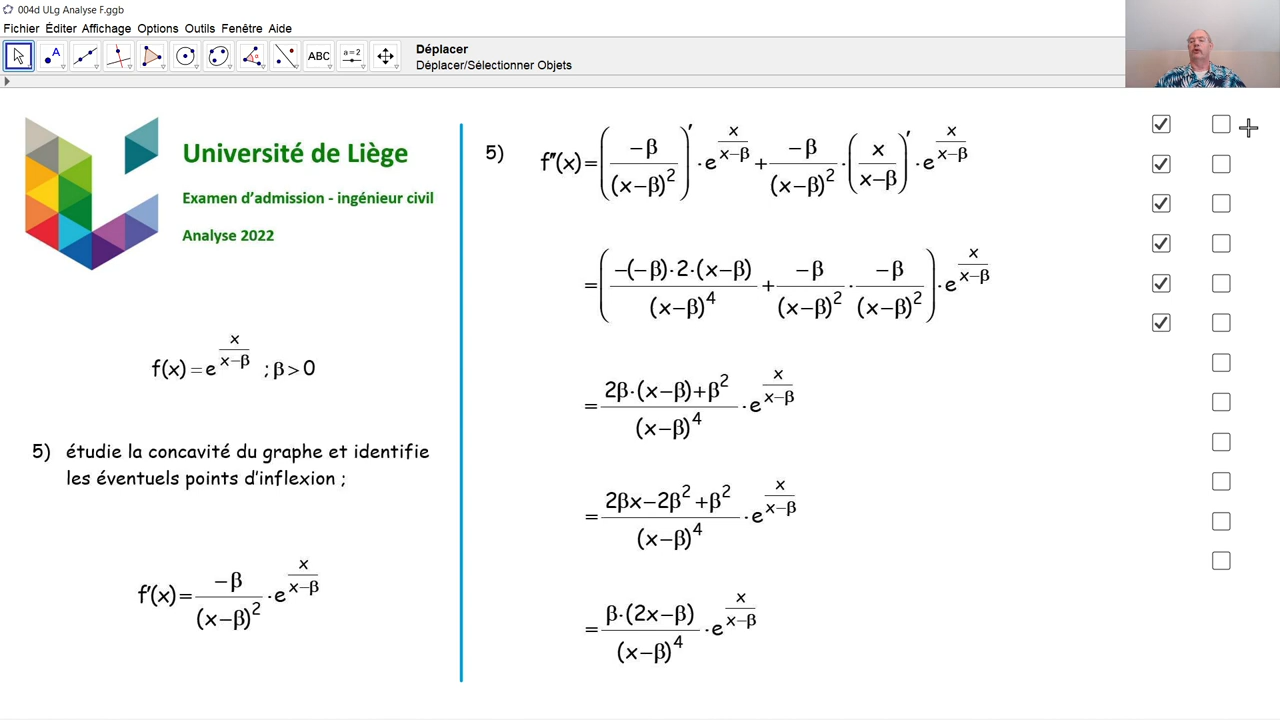 004d ULg Analyse F.ggb
Fichier Éditer Affichage Options Outils Fenêtre Aide
A ABC a=2 Déplacer
Déplacer/Sélectionner Objets
Université de Liège
Examen d'admission - ingénieur civil
Analyse 2022
f(x) = e^(x/(x−β)) ; β > 0
5) étudie la concavité du graphe et identifie
les éventuels points d'inflexion ;
f'(x) = −β/(x−β)² · e^(x/(x−β))
5) f''(x) = (−β/(x−β)²)' · e^(x/(x−β)) + −β/(x−β)² · (x/(x−β))' · e^(x/(x−β))
= (−(−β)·2·(x−β)/(x−β)⁴ + −β/(x−β)² · −β/(x−β)²) · e^(x/(x−β))
= (2β·(x−β)+β²)/(x−β)⁴ · e^(x/(x−β))
= (2βx−2β²+β²)/(x−β)⁴ · e^(x/(x−β))
= β·(2x−β)/(x−β)⁴ · e^(x/(x−β))